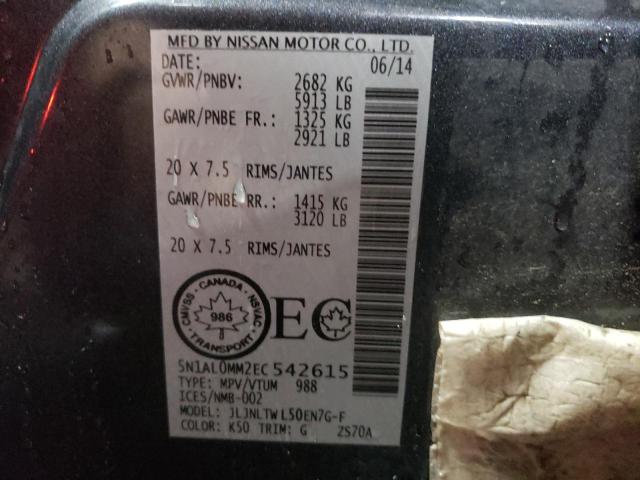 MFD BY NISSAN MOTOR CO., LTD.
DATE: 06/14
GVWR/PNBV: 2682 KG
5913 LB
GAWR/PNBE FR.: 1325 KG
2921 LB
20 X 7.5 RIMS/JANTES
GAWR/PNBE RR.: 1415 KG
3120 LB
20 X 7.5 RIMS/JANTES
CMVSS · CANADA · NSVAC
986
TRANSPORT
EC
5N1AL0MM2EC542615
TYPE: MPV/VTUM 988
ICES/NMB-002
MODEL: JLJNLTWL50EN7G-F
COLOR: K50 TRIM: G 2S70A